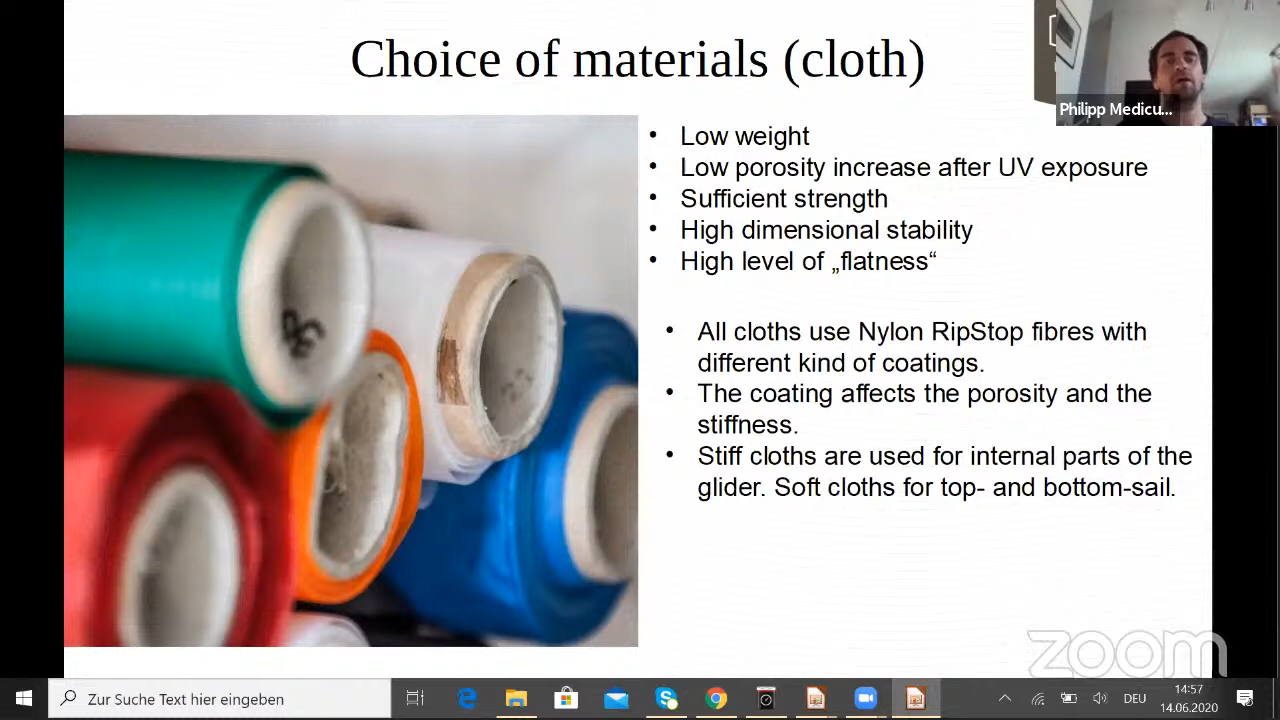 Choice of materials (cloth)
Philipp Medicu...
• Low weight
• Low porosity increase after UV exposure
• Sufficient strength
• High dimensional stability
• High level of „flatness“
• All cloths use Nylon RipStop fibres with
different kind of coatings.
• The coating affects the porosity and the
stiffness.
• Stiff cloths are used for internal parts of the
glider. Soft cloths for top- and bottom-sail.
zoom
Zur Suche Text hier eingeben
DEU
14:57
14.06.2020